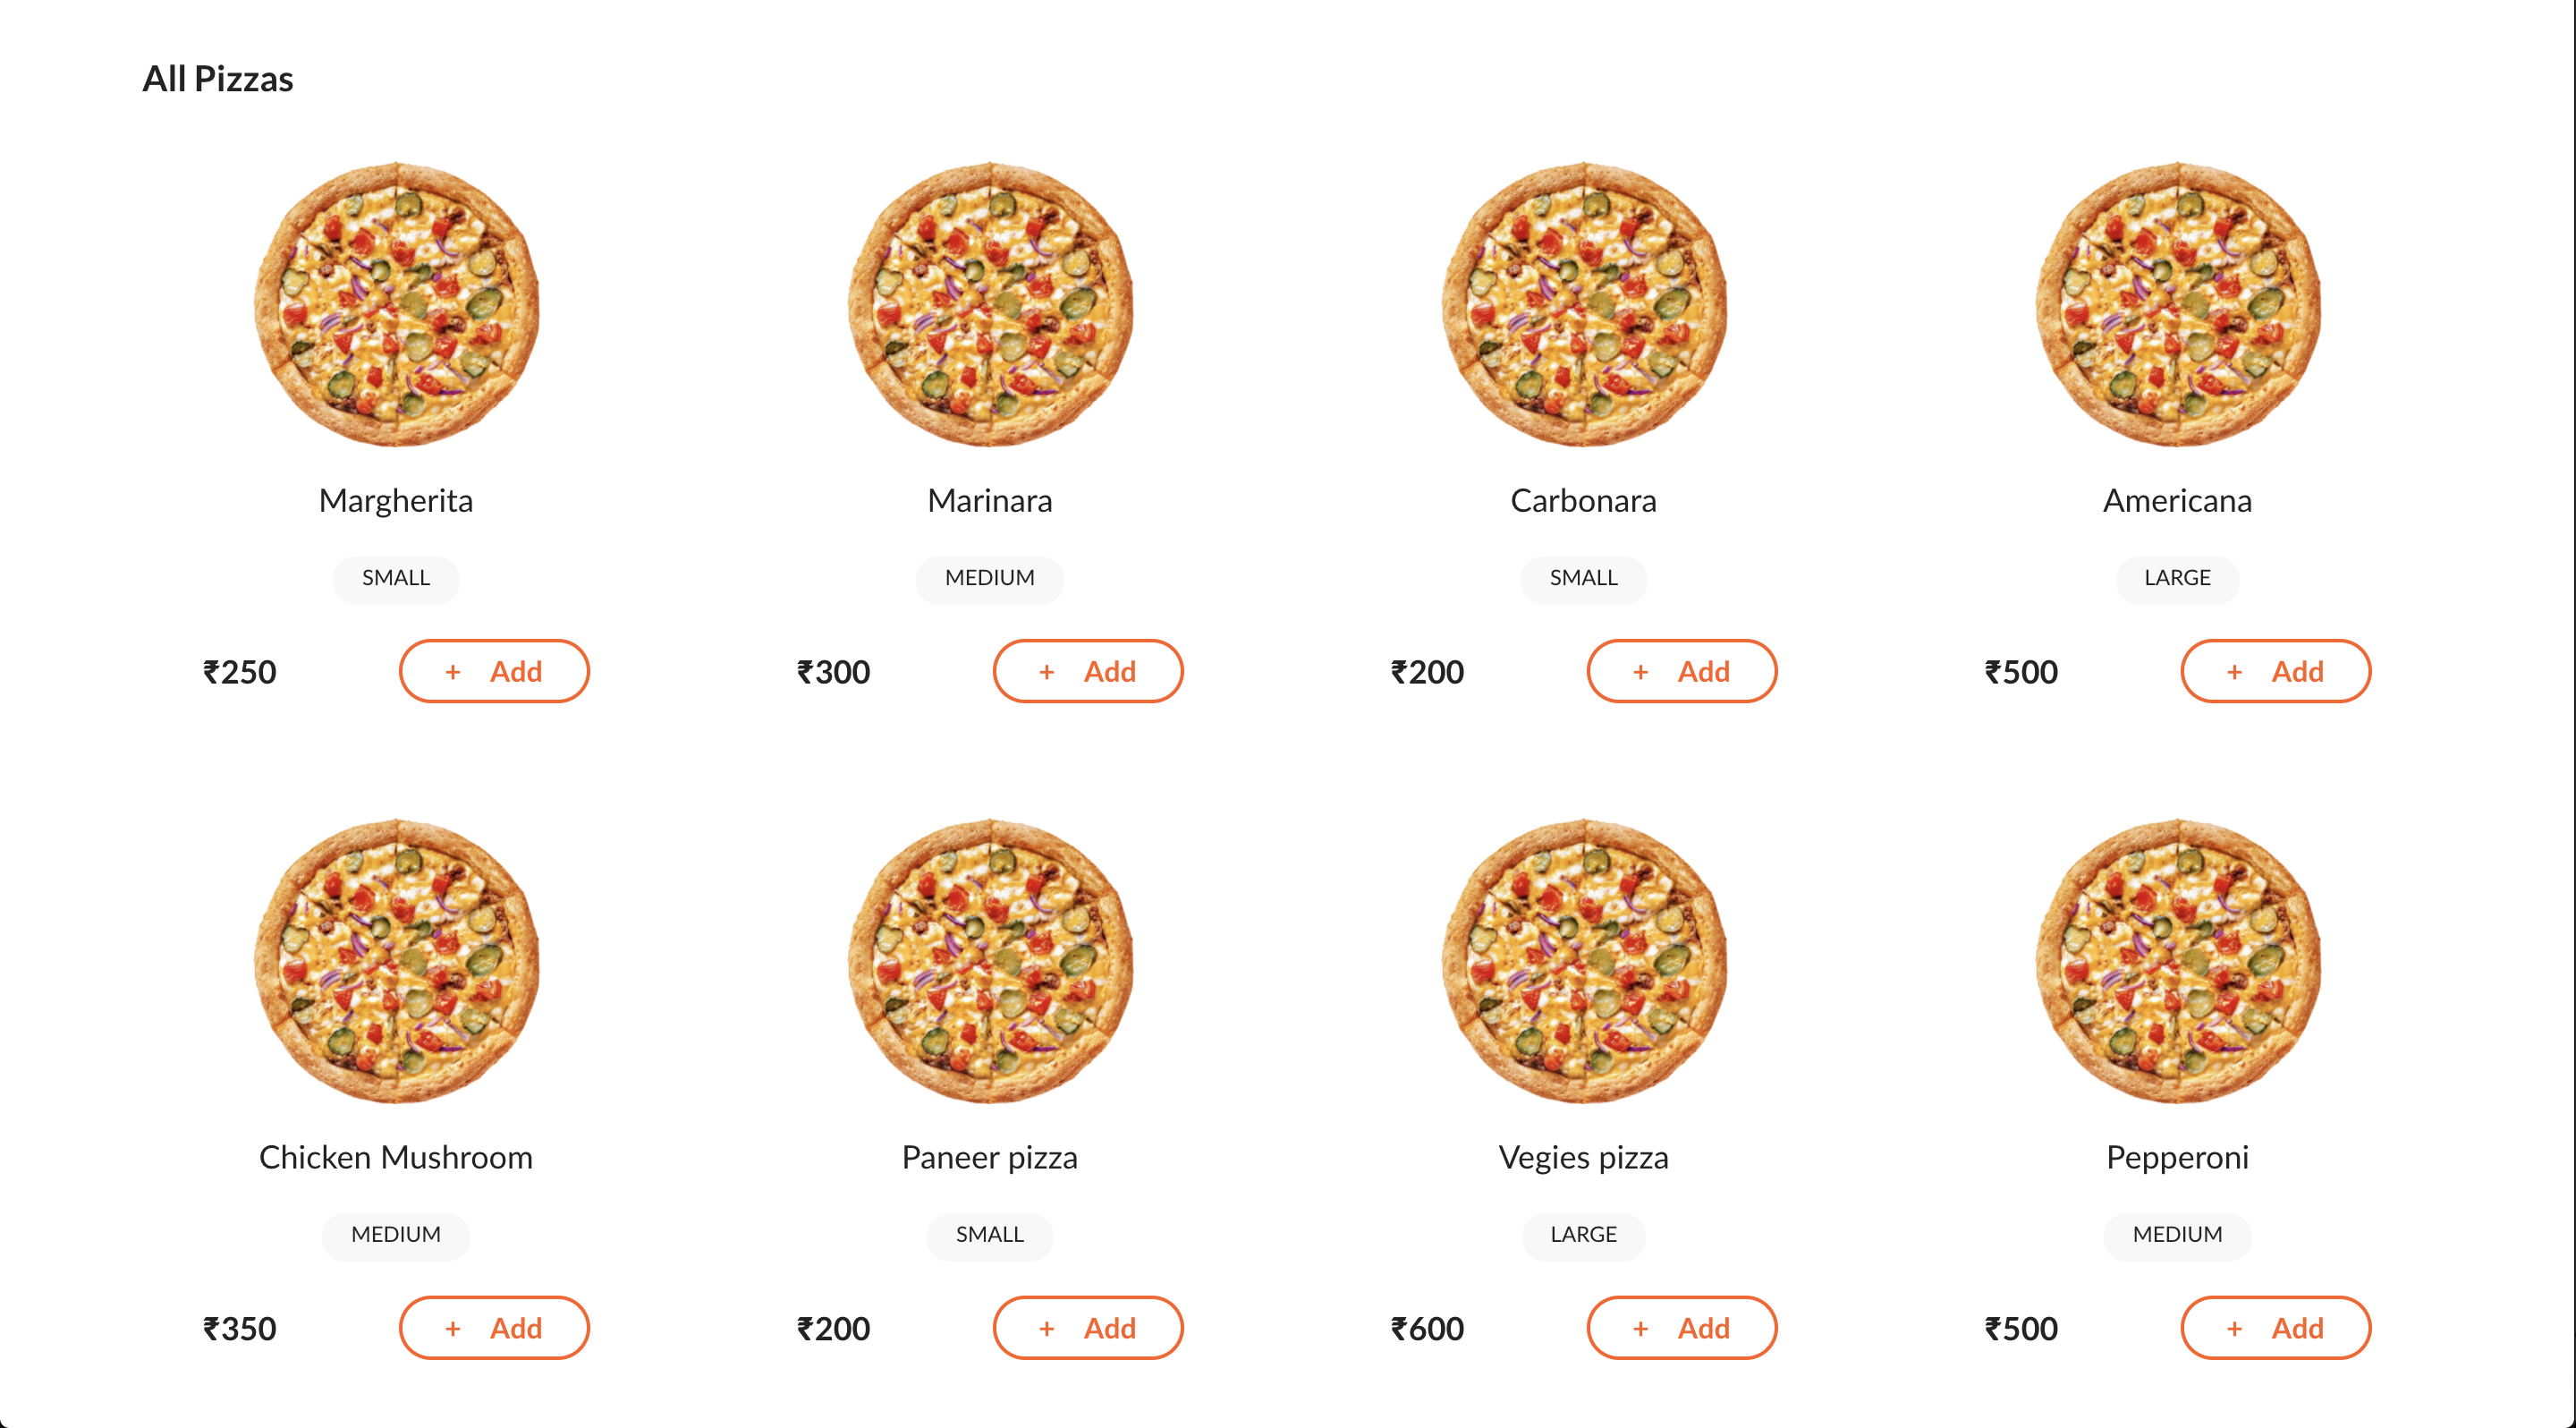 All Pizzas
Margherita
SMALL
₹250
+ Add
Marinara
MEDIUM
₹300
+ Add
Carbonara
SMALL
₹200
+ Add
Americana
LARGE
₹500
+ Add
Chicken Mushroom
MEDIUM
₹350
+ Add
Paneer pizza
SMALL
₹200
+ Add
Vegies pizza
LARGE
₹600
+ Add
Pepperoni
MEDIUM
₹500
+ Add